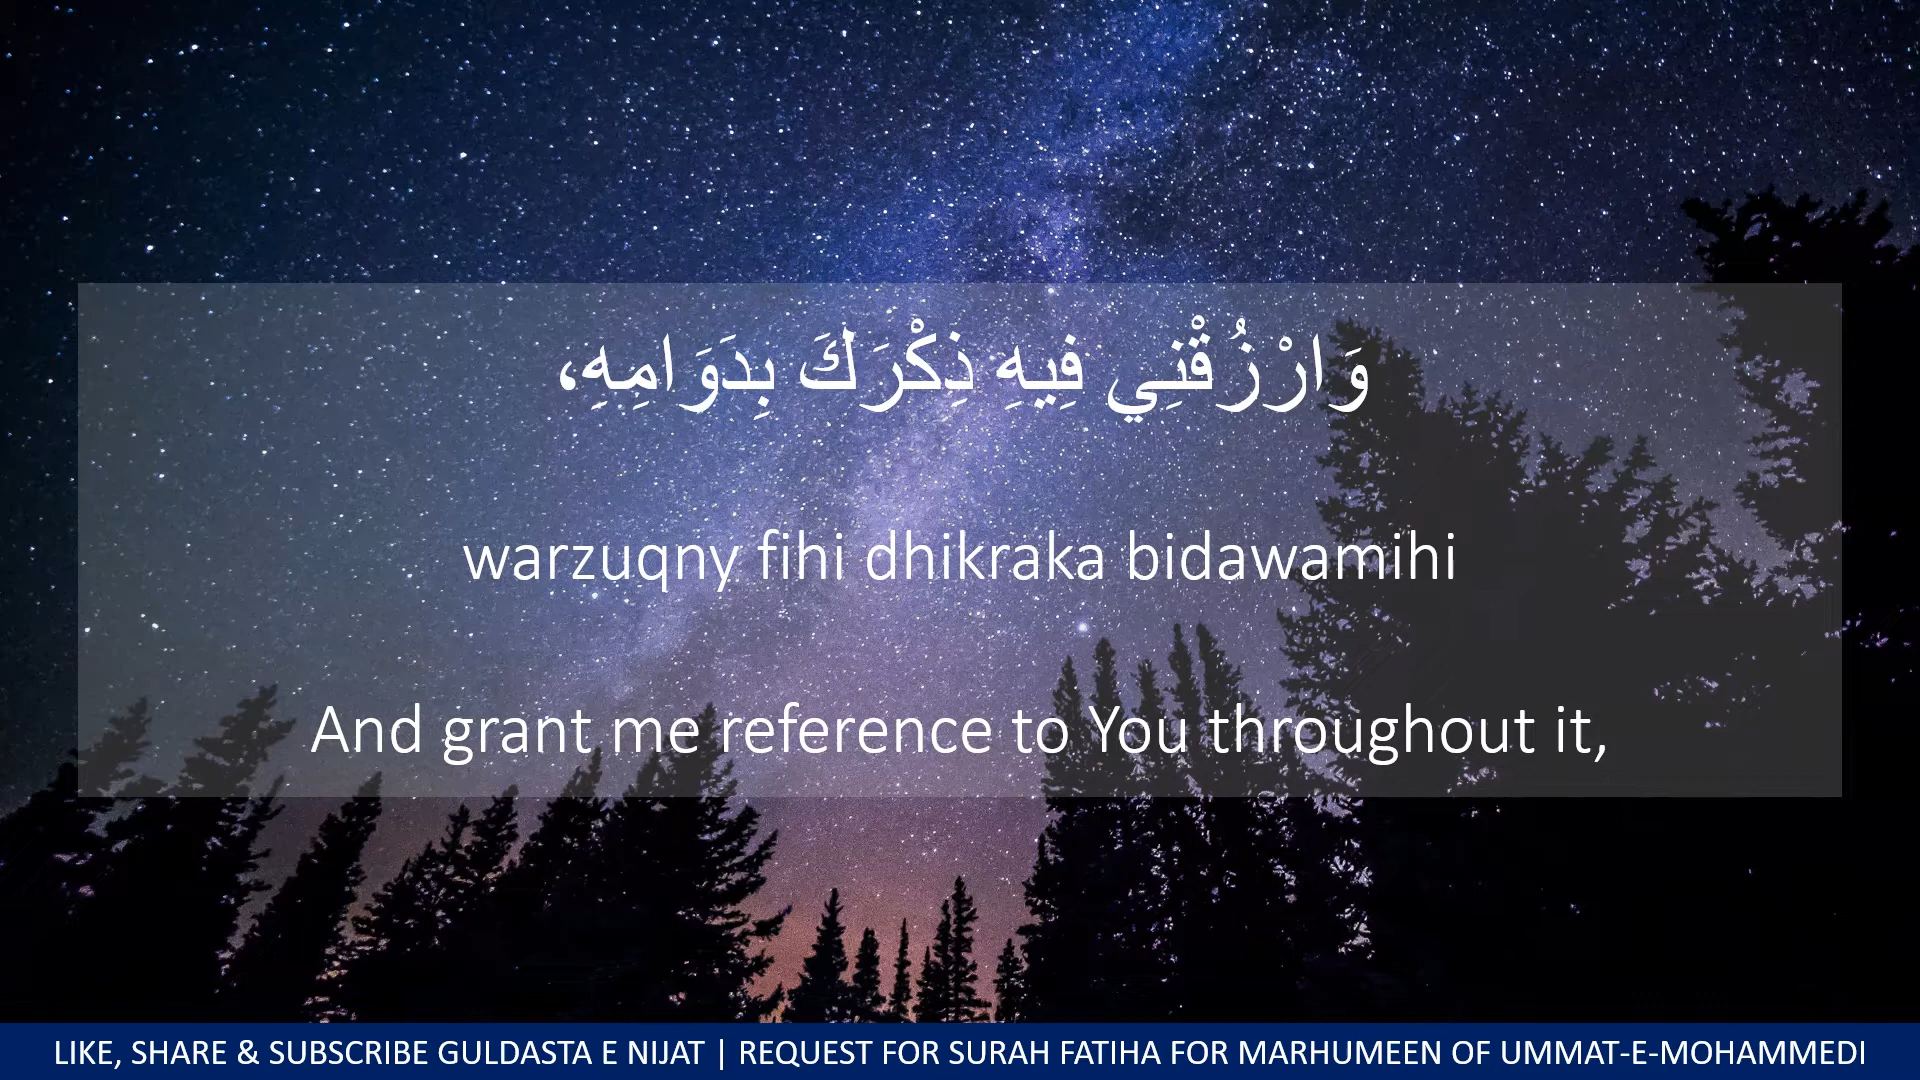 وَارْزُقْنِي فِيهِ ذِكْرَكَ بِدَوَامِهِ،
warzuqny fihi dhikraka bidawamihi
And grant me reference to You throughout it,
LIKE, SHARE & SUBSCRIBE GULDASTA E NIJAT | REQUEST FOR SURAH FATIHA FOR MARHUMEEN OF UMMAT-E-MOHAMMEDI